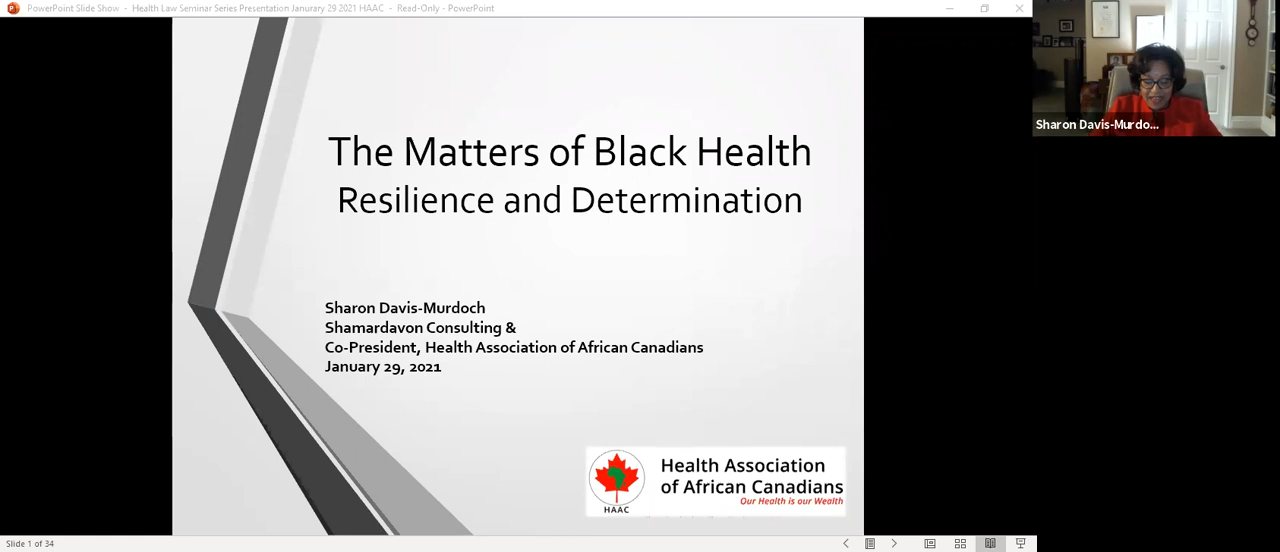 PowerPoint Slide Show - Health Law Seminar Series Presentation Janurary 29 2021 HAAC - Read-Only - PowerPoint
Sharon Davis-Murdo...
The Matters of Black Health
Resilience and Determination
Sharon Davis-Murdoch
Shamardavon Consulting &
Co-President, Health Association of African Canadians
January 29, 2021
HAAC
Health Association
of African Canadians
Our Health is our Wealth
Slide 1 of 34